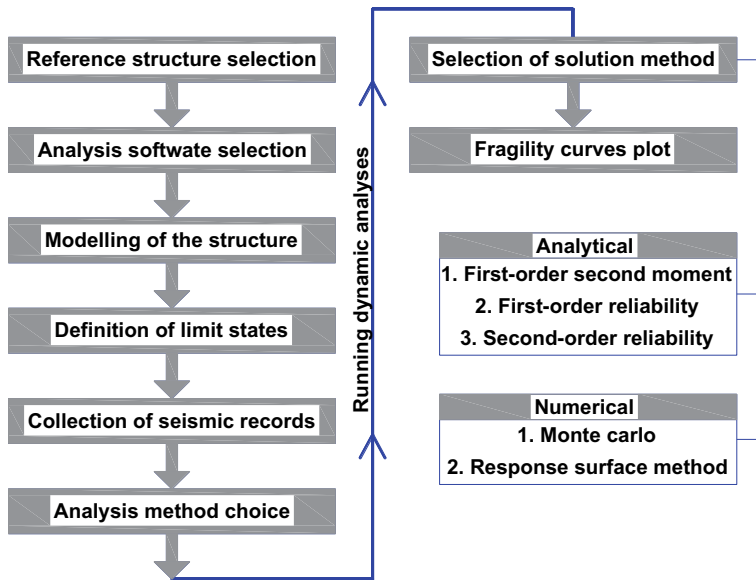 Reference structure selection
Analysis softwate selection
Modelling of the structure
Definition of limit states
Collection of seismic records
Analysis method choice
Running dynamic analyses
Selection of solution method
Fragility curves plot
Analytical
1. First-order second moment
2. First-order reliability
3. Second-order reliability
Numerical
1. Monte carlo
2. Response surface method